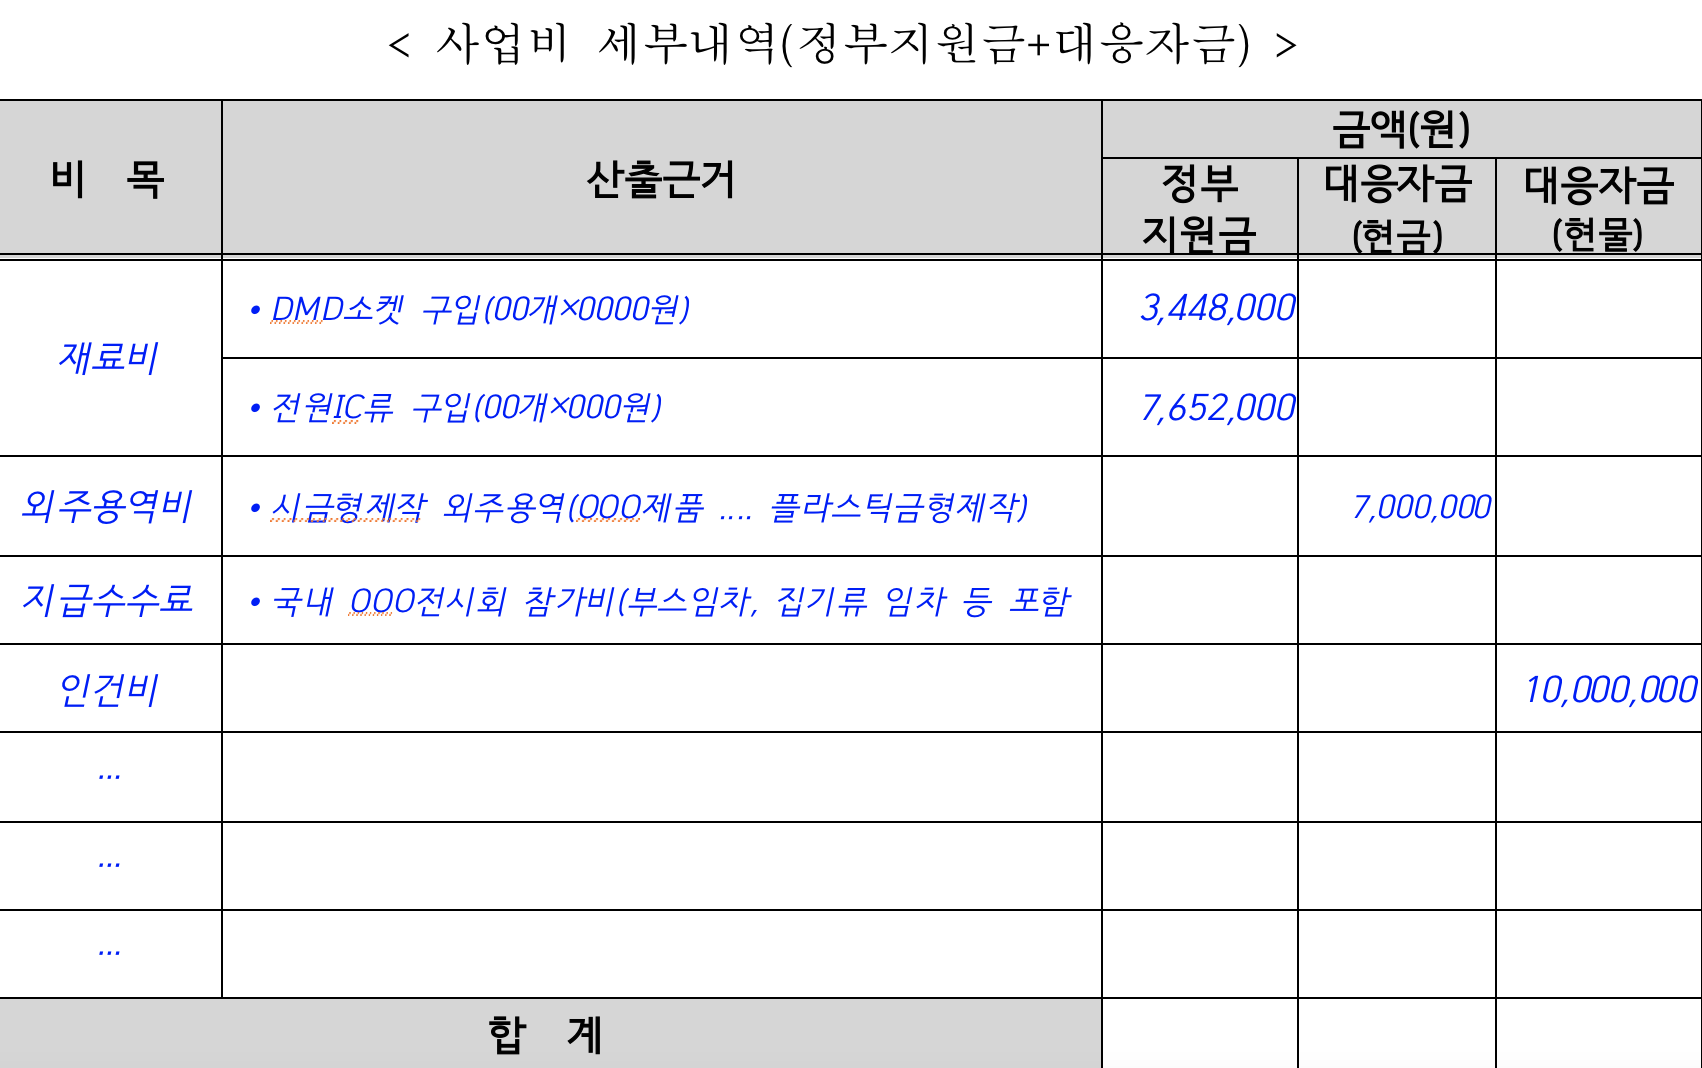 < 사업비 세부내역(정부지원금+대응자금) >
비 목
산출근거
금액(원)
정부
지원금
대응자금
(현금)
대응자금
(현물)
재료비
• DMD소켓 구입(00개×0000원)
3,448,000
• 전원IC류 구입(00개×000원)
7,652,000
외주용역비
• 시금형제작 외주용역(OOO제품 .... 플라스틱금형제작)
7,000,000
지급수수료
• 국내 OOO전시회 참가비(부스임차, 집기류 임차 등 포함
인건비
10,000,000
...
...
...
합 계